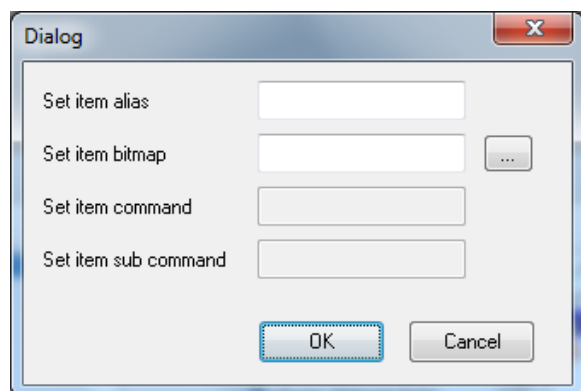 Dialog
Set item alias
Set item bitmap ...
Set item command
Set item sub command
OK Cancel